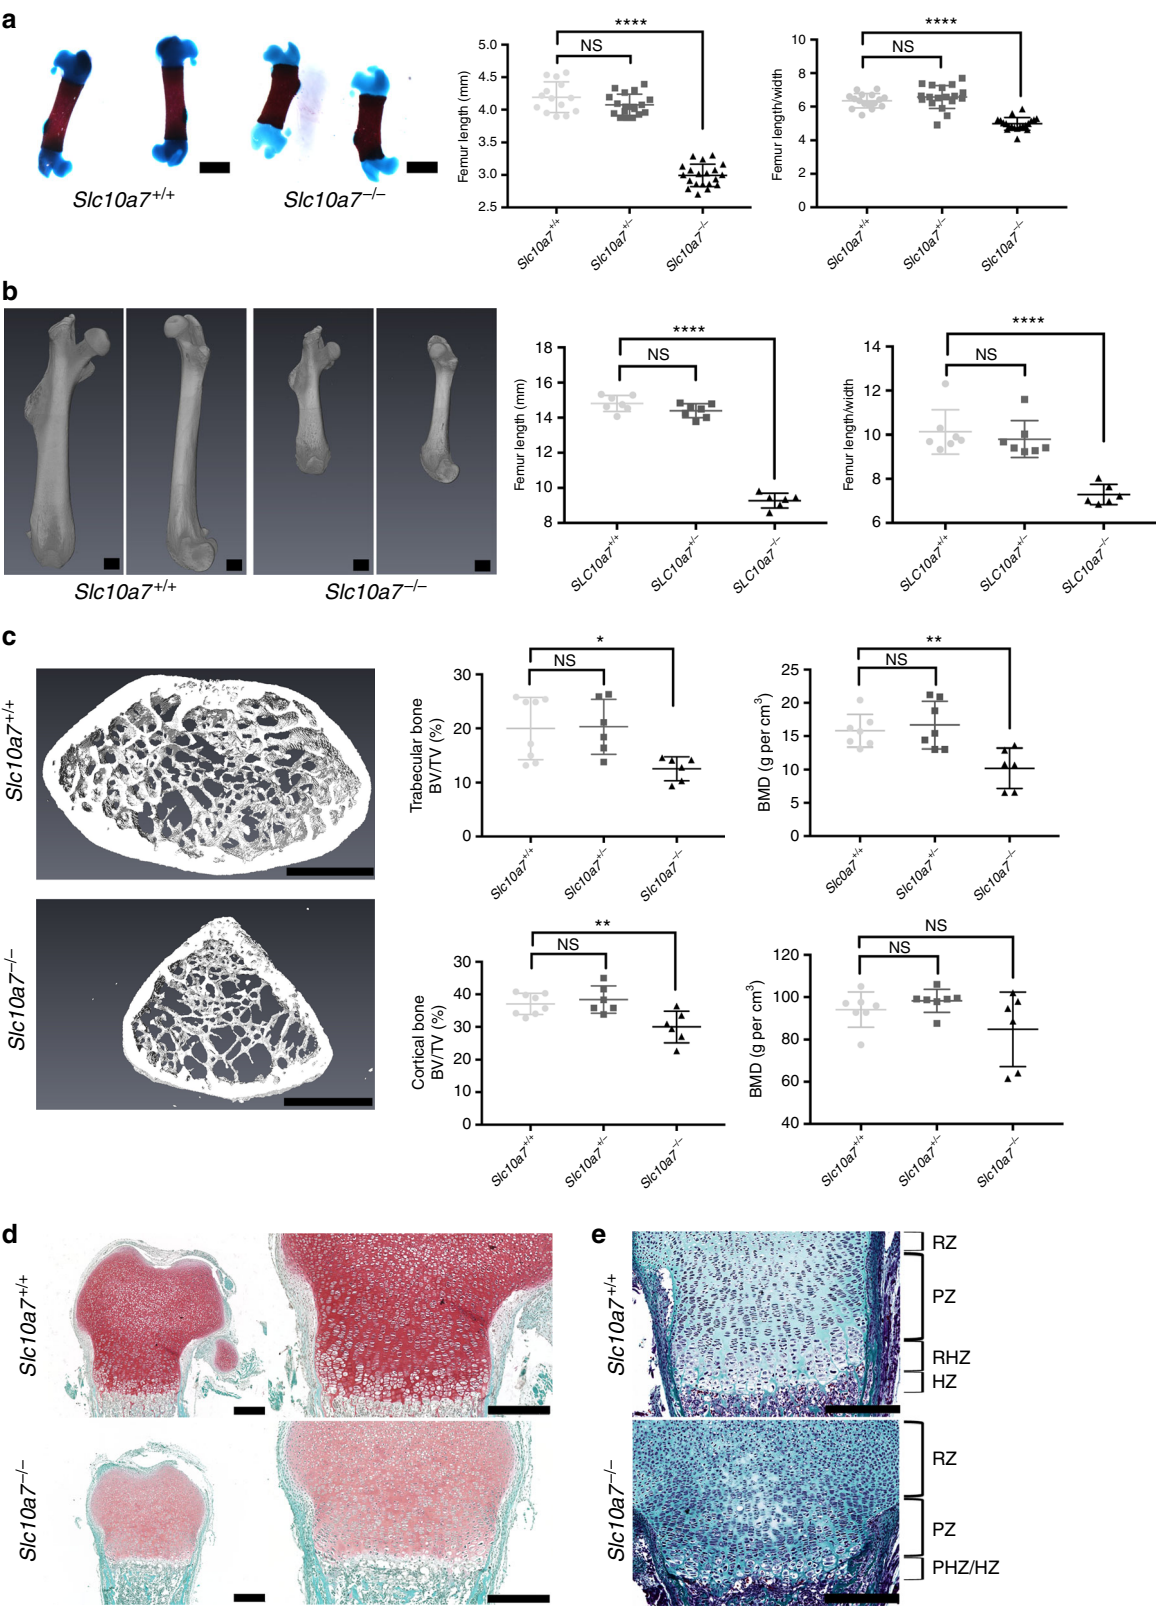 a
Slc10a7+/+
Slc10a7−/−
****
NS
5.0
4.5
4.0
3.5
3.0
2.5
Femur length (mm)
Slc10a7+/+
Slc10a7+/−
Slc10a7−/−
****
NS
10
8
6
4
2
0
Femur length/width
Slc10a7+/+
Slc10a7+/−
Slc10a7−/−
b
Slc10a7+/+
Slc10a7−/−
****
NS
18
16
14
12
10
8
Femur length (mm)
SLC10a7+/+
SLC10a7+/−
SLC10a7−/−
****
NS
14
12
10
8
6
Femur length/width
SLC10a7+/+
SLC10a7+/−
SLC10a7−/−
c
Slc10a7+/+
Slc10a7−/−
*
NS
30
20
10
0
Trabecular bone
BV/TV (%)
Slc10a7+/+
Slc10a7+/−
Slc10a7−/−
**
NS
25
20
15
10
5
0
BMD (g per cm3)
Slc0a7+/+
Slc10a7+/−
Slc10a7−/−
**
NS
30
40
30
20
10
0
Cortical bone
BV/TV (%)
Slc10a7+/+
Slc10a7+/−
Slc10a7−/−
NS
NS
120
100
80
60
40
BMD (g per cm3)
Slc10a7+/+
Slc10a7+/−
Slc10a7−/−
d
Slc10a7+/+
Slc10a7−/−
e
Slc10a7+/+
RZ
PZ
RHZ
HZ
Slc10a7−/−
RZ
PZ
PHZ/HZ